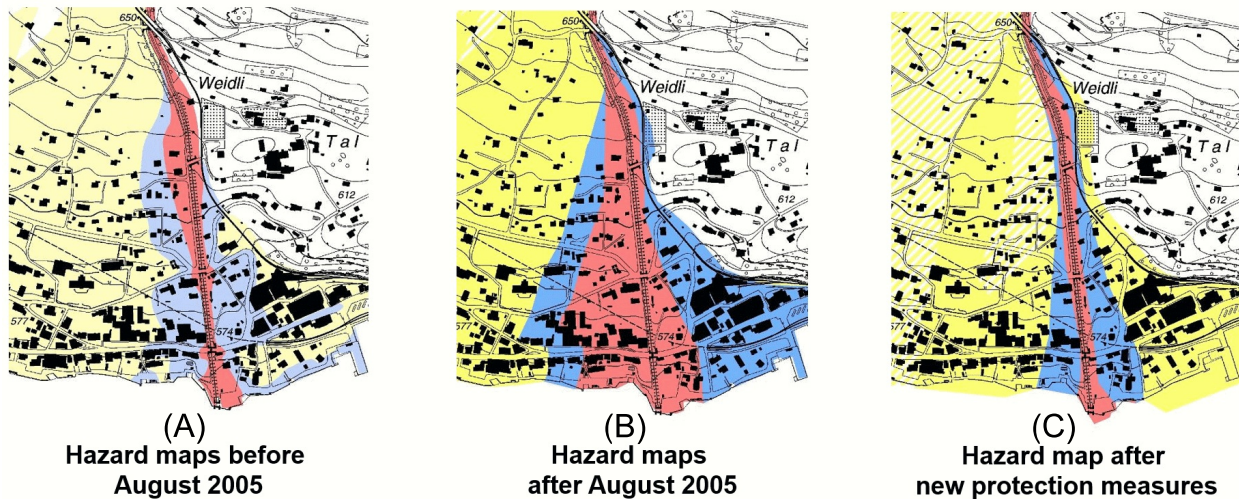 650
Weidli
Tal
612
577
574
(A)
Hazard maps before
August 2005
650
Weidli
Tal
612
577
574
(B)
Hazard maps
after August 2005
650
Weidli
Tal
612
577
574
(C)
Hazard map after
new protection measures